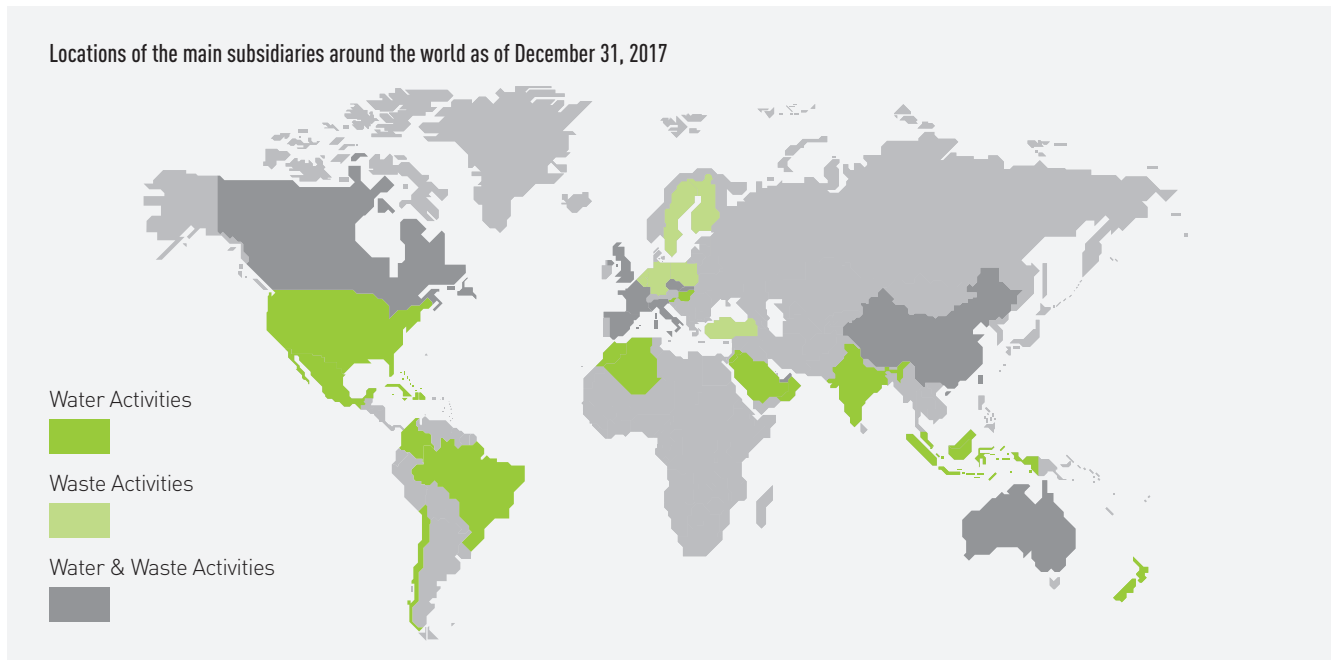 Locations of the main subsidiaries around the world as of December 31, 2017
Water Activities
Waste Activities
Water & Waste Activities